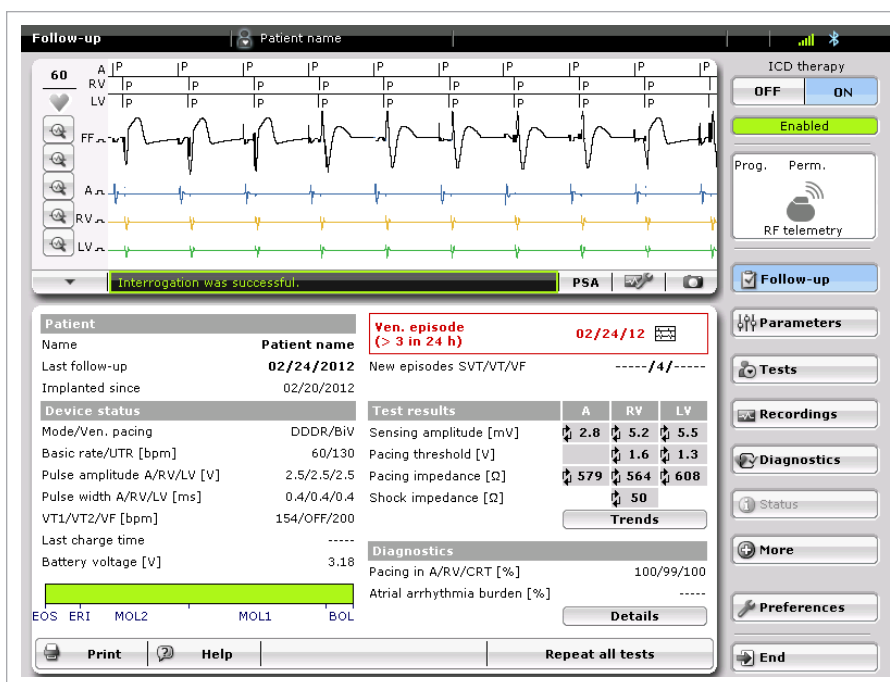 Follow-up Patient name
60
A P P P P P P P P P P
RV P P P P P P P P P
LV P P P P P P P P P
FF
A
RV
LV
Interrogation was successful. PSA
ICD therapy
OFF ON
Enabled
Prog. Perm.
RF telemetry
Follow-up
Parameters
Tests
Recordings
Diagnostics
Status
More
Preferences
End
Patient
Name Patient name
Last follow-up 02/24/2012
Implanted since 02/20/2012
Device status
Mode/Ven. pacing DDDR/BiV
Basic rate/UTR [bpm] 60/130
Pulse amplitude A/RV/LV [V] 2.5/2.5/2.5
Pulse width A/RV/LV [ms] 0.4/0.4/0.4
VT1/VT2/VF [bpm] 154/OFF/200
Last charge time -----
Battery voltage [V] 3.18
EOS ERI MOL2 MOL1 BOL
Ven. episode
(> 3 in 24 h) 02/24/12
New episodes SVT/VT/VF -----/4/-----
Test results A RV LV
Sensing amplitude [mV] 2.8 5.2 5.5
Pacing threshold [V] 1.6 1.3
Pacing impedance [Ω] 579 564 608
Shock impedance [Ω] 50
Trends
Diagnostics
Pacing in A/RV/CRT [%] 100/99/100
Atrial arrhythmia burden [%] -----
Details
Print Help Repeat all tests